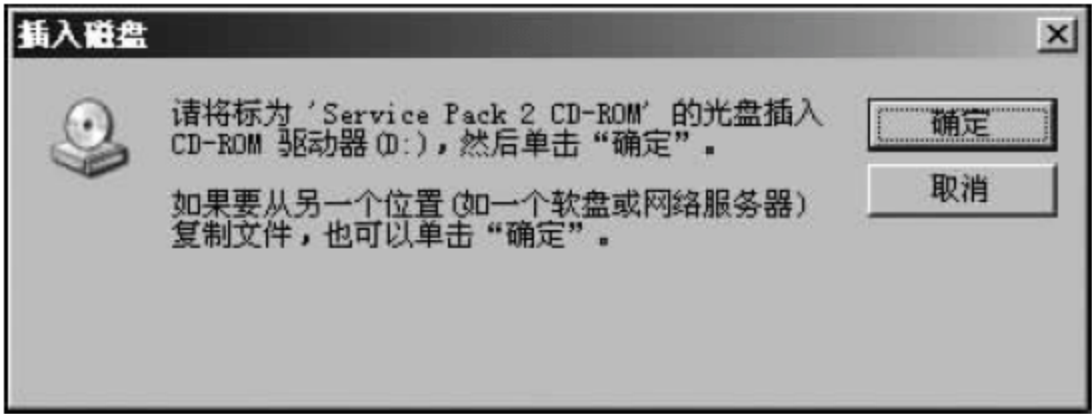 插入磁盘
请将标为 'Service Pack 2 CD-ROM' 的光盘插入
CD-ROM 驱动器(D:),然后单击“确定”。
如果要从另一个位置(如一个软盘或网络服务器)
复制文件,也可以单击“确定”。
确定
取消